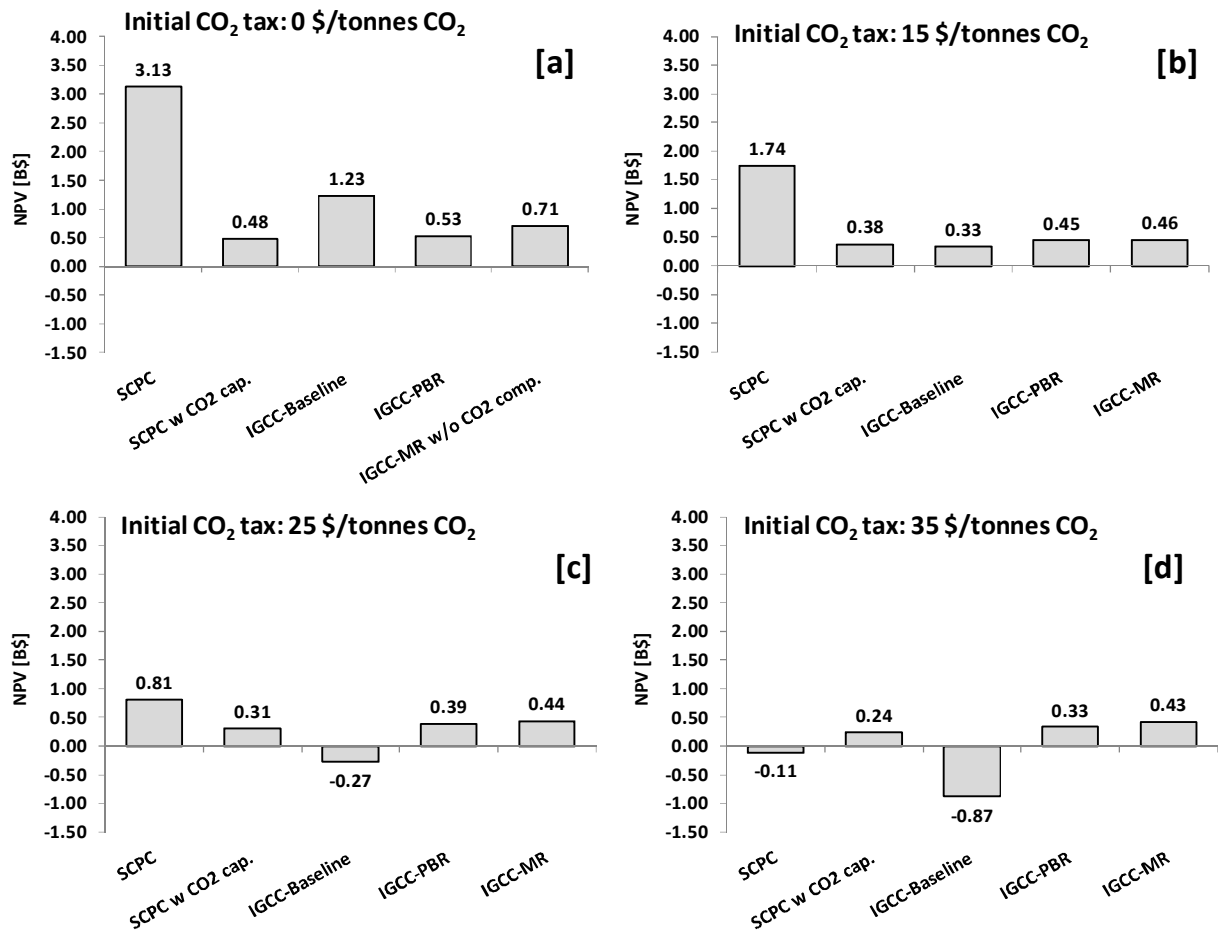 Initial CO₂ tax: 0 $/tonnes CO₂
[a]
NPV [B$]
4.00
3.50
3.00
2.50
2.00
1.50
1.00
0.50
0.00
-0.50
-1.00
-1.50
3.13
0.48
1.23
0.53
0.71
SCPC
SCPC w CO2 cap.
IGCC-Baseline
IGCC-PBR
IGCC-MR w/o CO2 comp.
Initial CO₂ tax: 15 $/tonnes CO₂
[b]
NPV [B$]
4.00
3.50
3.00
2.50
2.00
1.50
1.00
0.50
0.00
-0.50
-1.00
-1.50
1.74
0.38
0.33
0.45
0.46
SCPC
SCPC w CO2 cap.
IGCC-Baseline
IGCC-PBR
IGCC-MR
Initial CO₂ tax: 25 $/tonnes CO₂
[c]
NPV [B$]
4.00
3.50
3.00
2.50
2.00
1.50
1.00
0.50
0.00
-0.50
-1.00
-1.50
0.81
0.31
-0.27
0.39
0.44
SCPC
SCPC w CO2 cap.
IGCC-Baseline
IGCC-PBR
IGCC-MR
Initial CO₂ tax: 35 $/tonnes CO₂
[d]
NPV [B$]
4.00
3.50
3.00
2.50
2.00
1.50
1.00
0.50
0.00
-0.50
-1.00
-1.50
-0.11
0.24
-0.87
0.33
0.43
SCPC
SCPC w CO2 cap.
IGCC-Baseline
IGCC-PBR
IGCC-MR